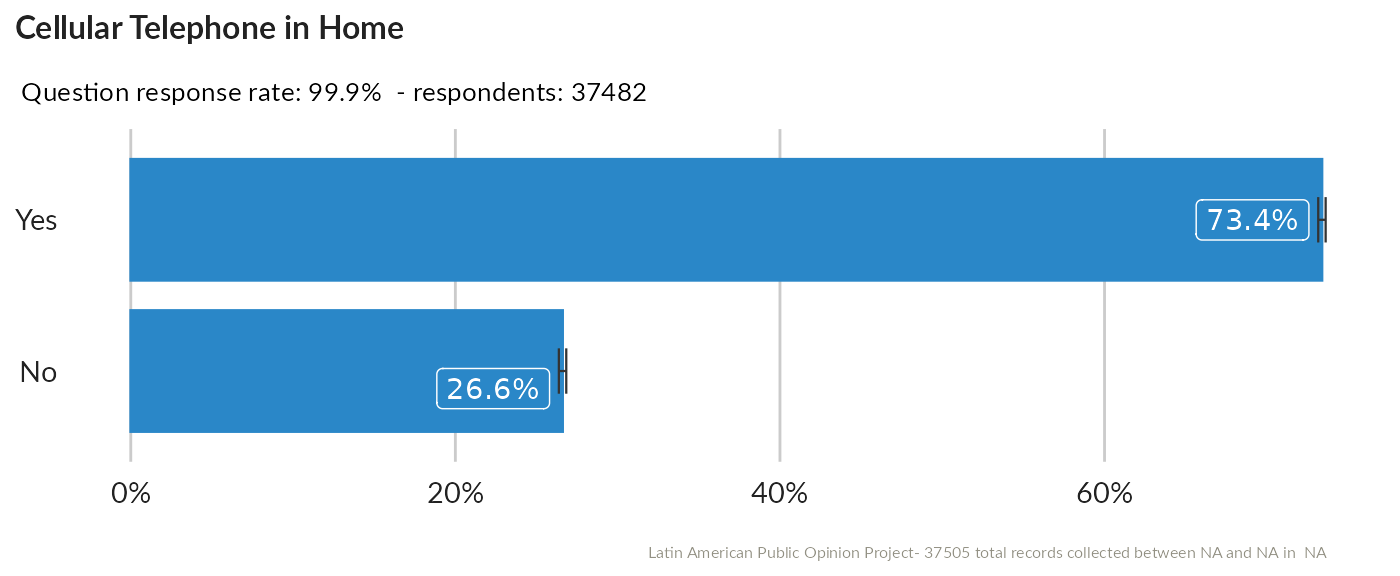 Cellular Telephone in Home
Question response rate: 99.9%  - respondents: 37482
Yes
73.4%
No
26.6%
0%
20%
40%
60%
Latin American Public Opinion Project- 37505 total records collected between NA and NA in  NA